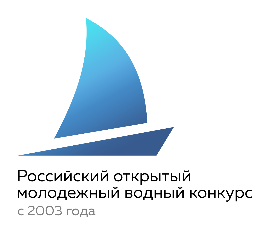 Российский открытый
молодежный водный конкурс
с 2003 года